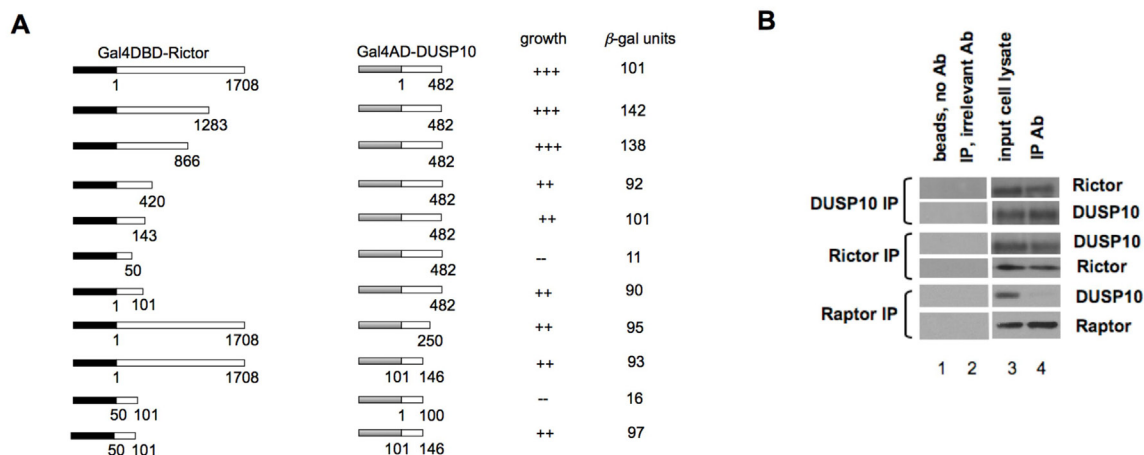 A
Gal4DBD-Rictor Gal4AD-DUSP10 growth β-gal units
1 1708 1 482 +++ 101
1283 482 +++ 142
866 482 +++ 138
420 482 ++ 92
143 482 ++ 101
50 482 -- 11
1 101 482 ++ 90
1 1708 250 ++ 95
1 1708 101 146 ++ 93
50 101 1 100 -- 16
50 101 101 146 ++ 97
B
beads, no Ab
IP, irrelevant Ab
input cell lysate
IP Ab
DUSP10 IP
Rictor
DUSP10
Rictor IP
DUSP10
Rictor
Raptor IP
DUSP10
Raptor
1 2 3 4